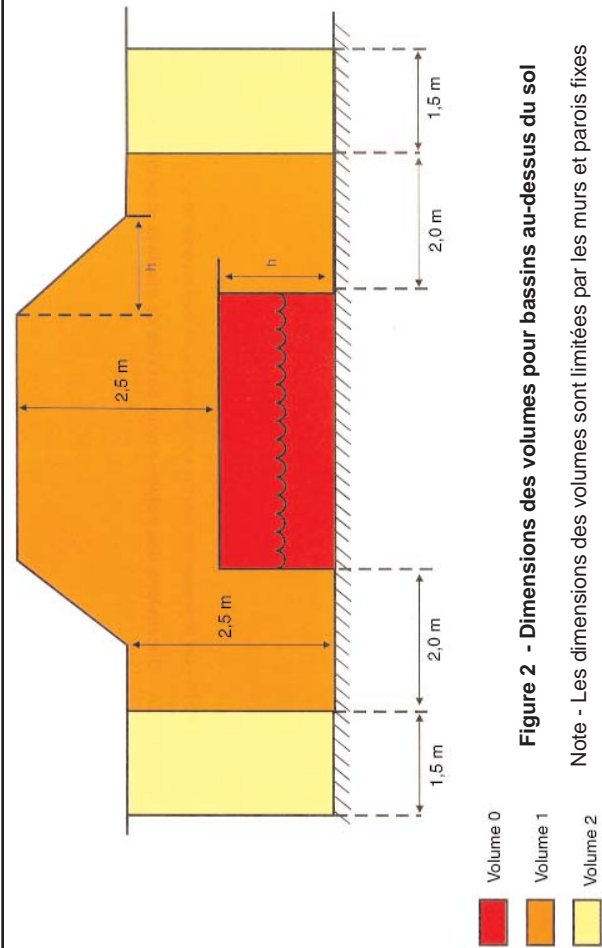 2,5 m
h
h
2,5 m
1,5 m
2,0 m
2,0 m
1,5 m
Figure 2 - Dimensions des volumes pour bassins au-dessus du sol
Note - Les dimensions des volumes sont limitées par les murs et parois fixes
Volume 0
Volume 1
Volume 2